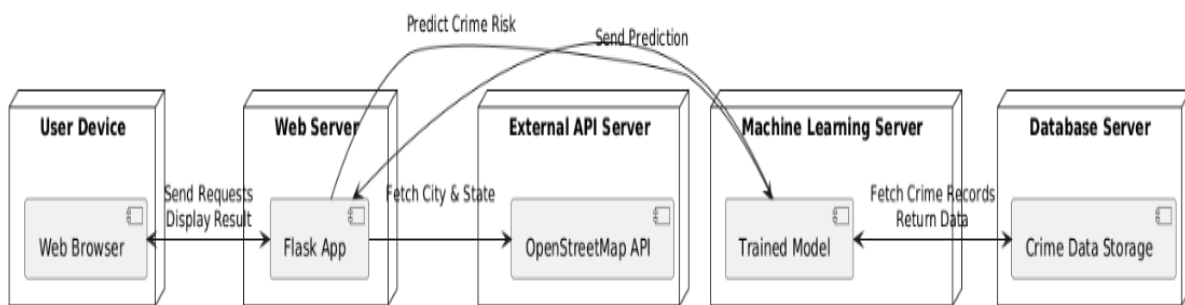 Predict Crime Risk
Send Prediction
User Device
Web Server
External API Server
Machine Learning Server
Database Server
Send Requests
Display Result
Fetch City & State
Fetch Crime Records
Return Data
Web Browser
Flask App
OpenStreetMap API
Trained Model
Crime Data Storage